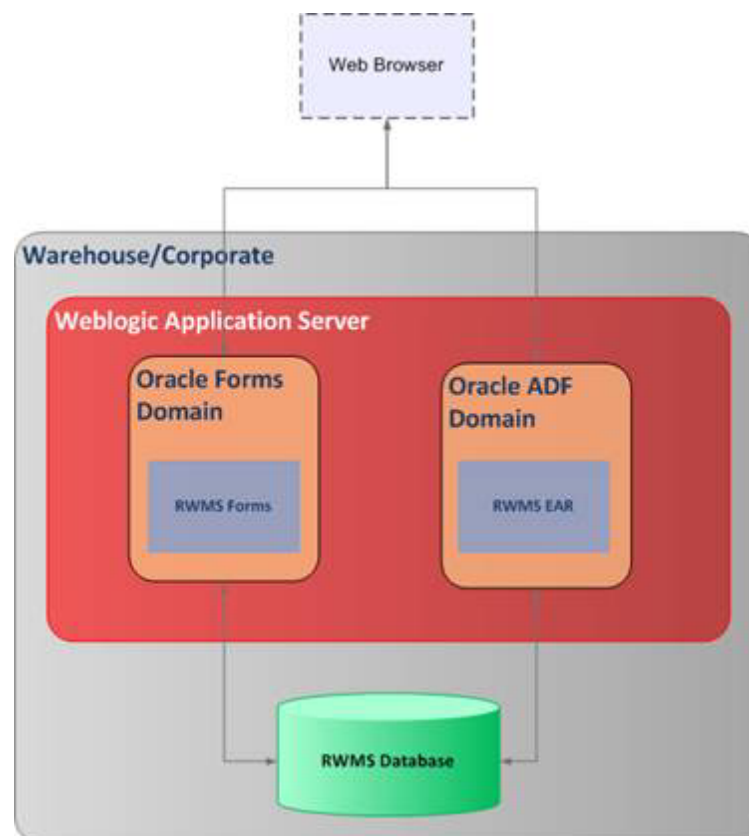 Web Browser
Warehouse/Corporate
Weblogic Application Server
Oracle Forms
Domain
RWMS Forms
Oracle ADF
Domain
RWMS EAR
RWMS Database